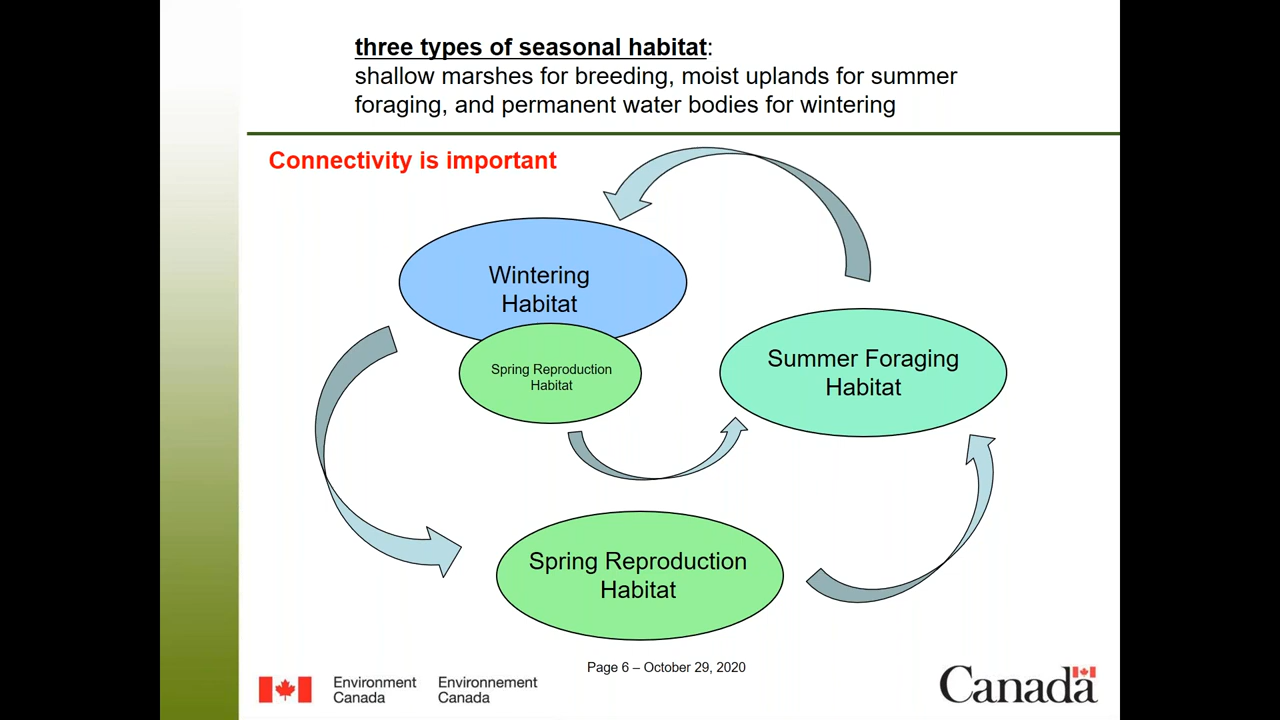 three types of seasonal habitat:
shallow marshes for breeding, moist uplands for summer
foraging, and permanent water bodies for wintering
Connectivity is important
Wintering
Habitat
Spring Reproduction
Habitat
Summer Foraging
Habitat
Spring Reproduction
Habitat
Page 6 – October 29, 2020
Environment
Canada
Environnement
Canada
Canada